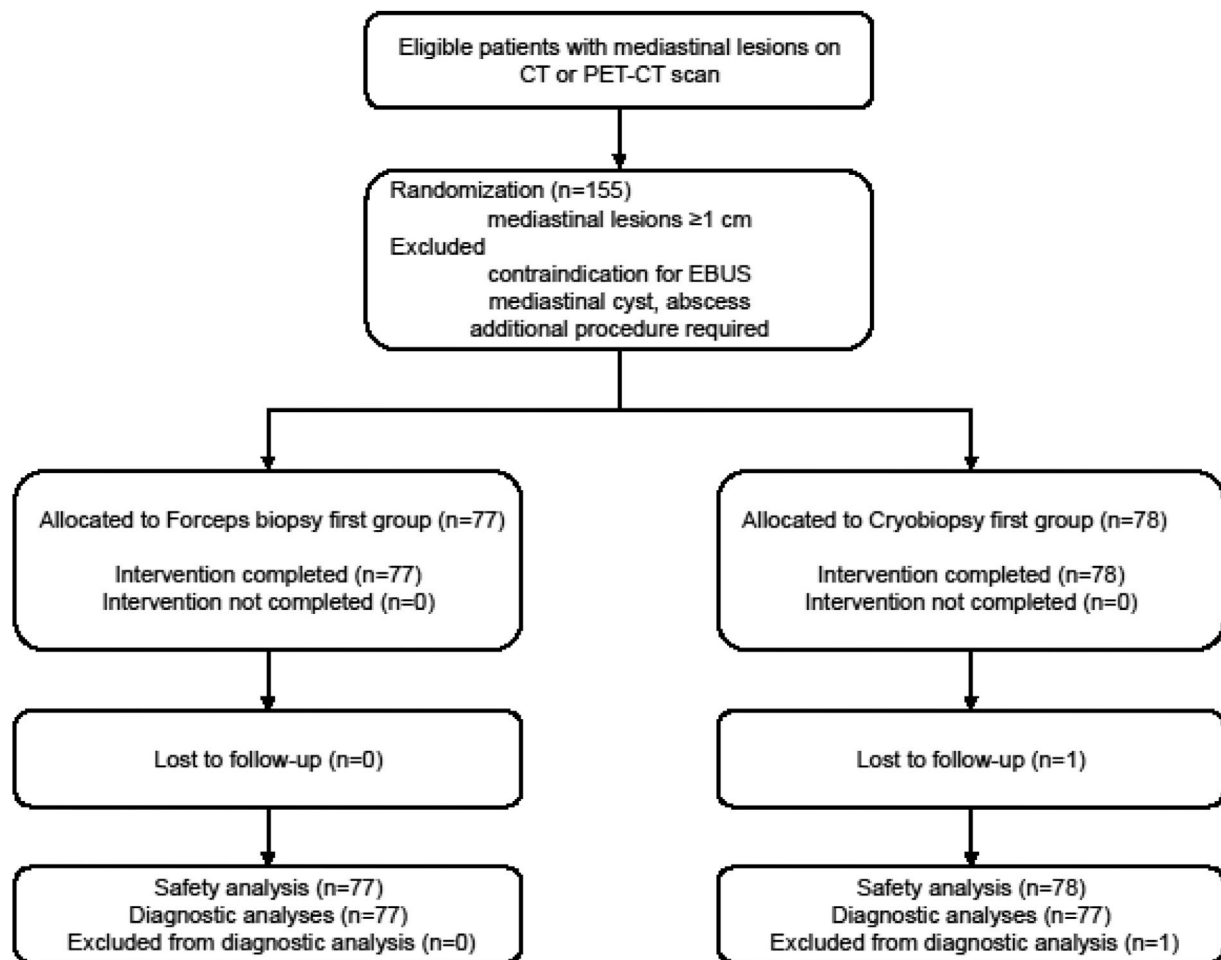 Eligible patients with mediastinal lesions on
CT or PET-CT scan
Randomization (n=155)
mediastinal lesions ≥1 cm
Excluded
contraindication for EBUS
mediastinal cyst, abscess
additional procedure required
Allocated to Forceps biopsy first group (n=77)
Intervention completed (n=77)
Intervention not completed (n=0)
Allocated to Cryobiopsy first group (n=78)
Intervention completed (n=78)
Intervention not completed (n=0)
Lost to follow-up (n=0)
Lost to follow-up (n=1)
Safety analysis (n=77)
Diagnostic analyses (n=77)
Excluded from diagnostic analysis (n=0)
Safety analysis (n=78)
Diagnostic analyses (n=77)
Excluded from diagnostic analysis (n=1)